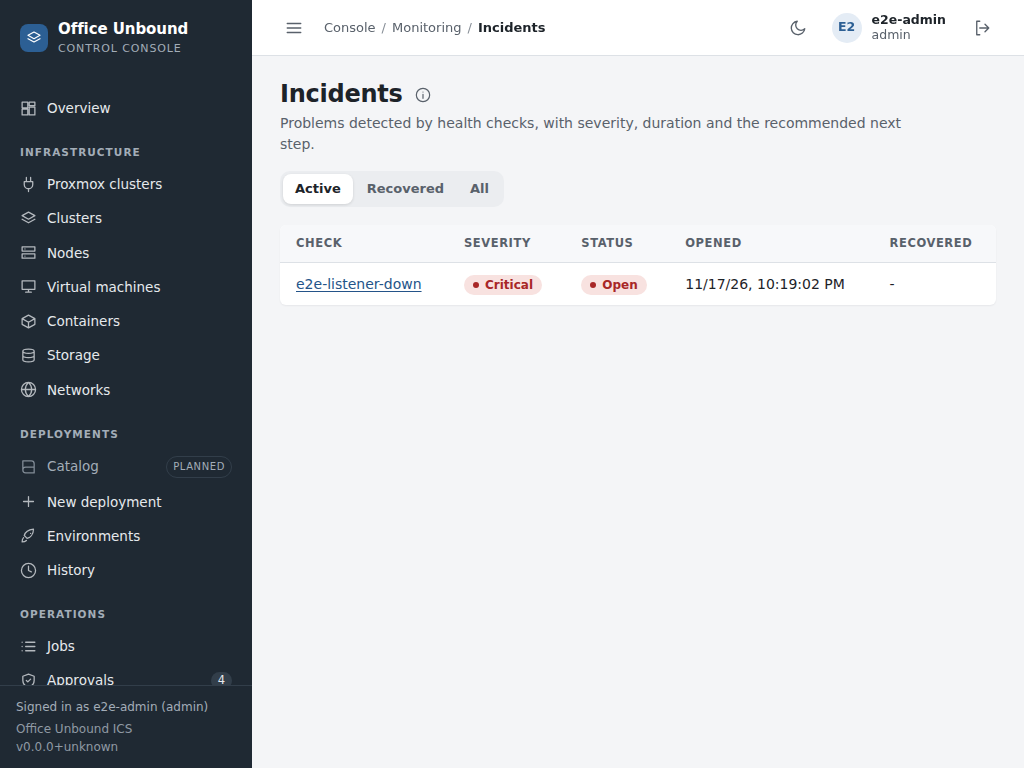 Office Unbound
CONTROL CONSOLE
Overview
INFRASTRUCTURE
Proxmox clusters
Clusters
Nodes
Virtual machines
Containers
Storage
Networks
DEPLOYMENTS
Catalog PLANNED
New deployment
Environments
History
OPERATIONS
Jobs
Approvals 4
Signed in as e2e-admin (admin)
Office Unbound ICS
v0.0.0+unknown
Console / Monitoring / Incidents
E2 e2e-admin
admin
Incidents
Problems detected by health checks, with severity, duration and the recommended next
step.
Active Recovered All
CHECK SEVERITY STATUS OPENED RECOVERED
e2e-listener-down Critical Open 11/17/26, 10:19:02 PM -